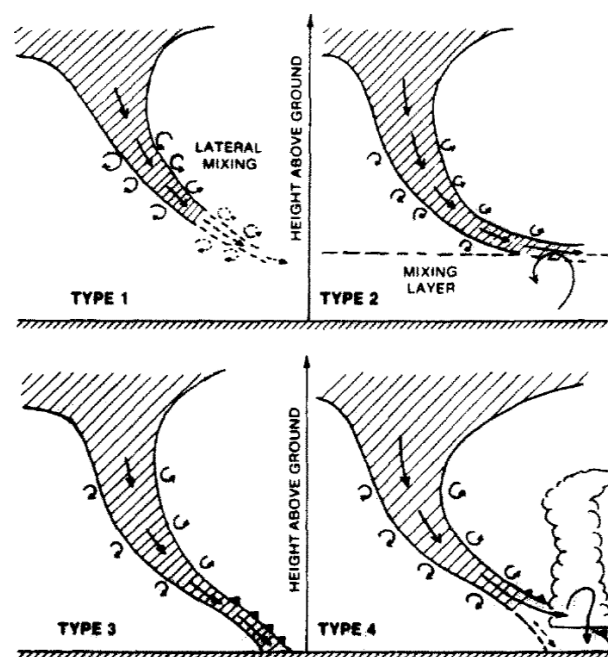 LATERAL
MIXING
HEIGHT ABOVE GROUND
MIXING
LAYER
TYPE 1
TYPE 2
HEIGHT ABOVE GROUND
TYPE 3
TYPE 4